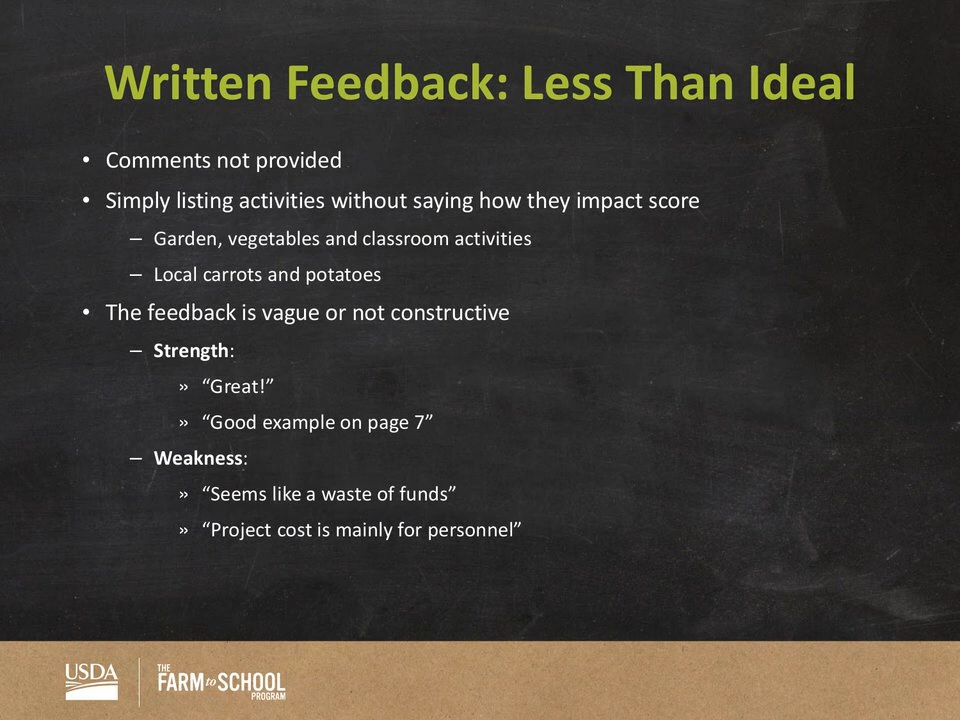 Written Feedback: Less Than Ideal
• Comments not provided
• Simply listing activities without saying how they impact score
– Garden, vegetables and classroom activities
– Local carrots and potatoes
• The feedback is vague or not constructive
– Strength:
» “Great!”
» “Good example on page 7”
– Weakness:
» “Seems like a waste of funds”
» “Project cost is mainly for personnel”
USDA
THE
FARM to SCHOOL
PROGRAM